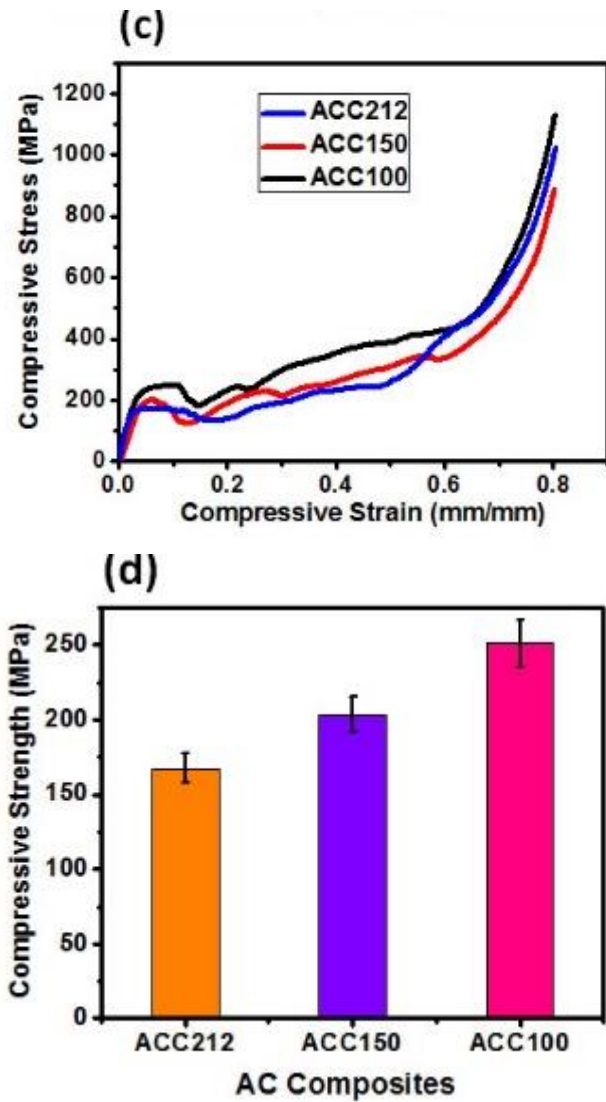 (c)
Compressive Stress (MPa)
1200
1000
800
600
400
200
0
ACC212
ACC150
ACC100
0.0 0.2 0.4 0.6 0.8
Compressive Strain (mm/mm)
(d)
Compressive Strength (MPa)
250
200
150
100
50
0
ACC212 ACC150 ACC100
AC Composites